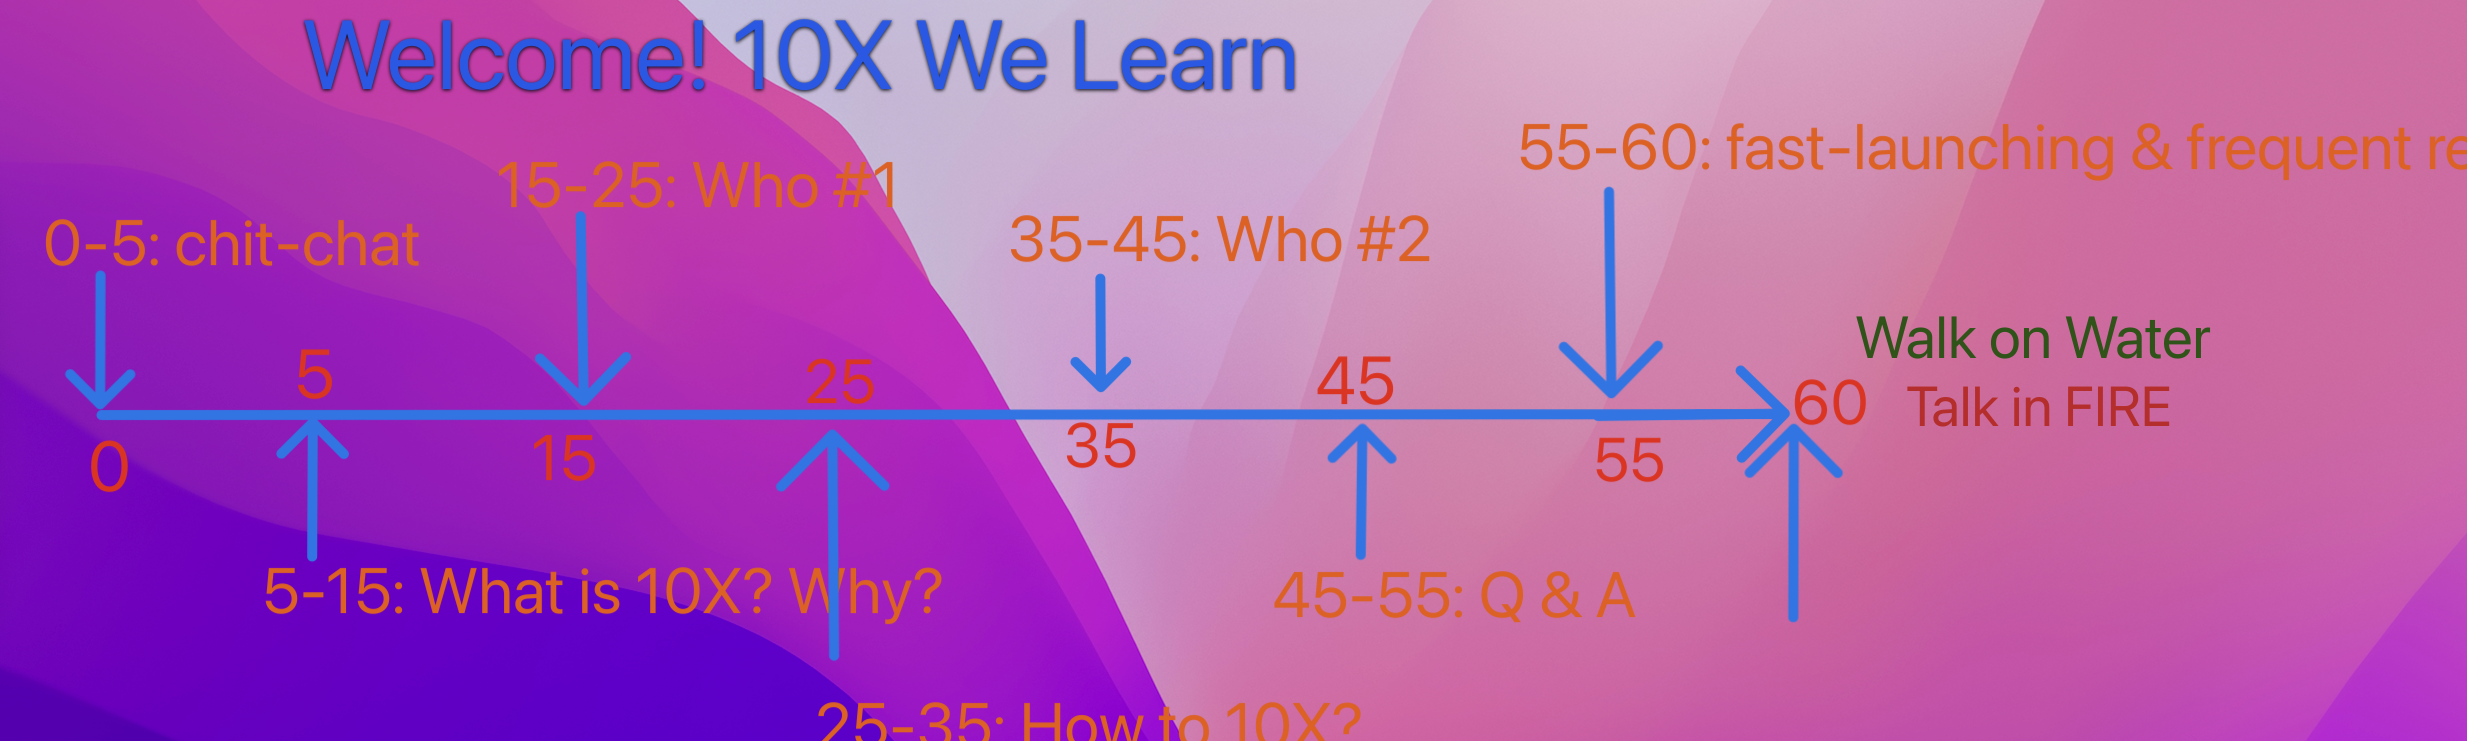 Welcome! 10X We Learn
55-60: fast-launching & frequent
15-25: Who #1
0-5: chit-chat
35-45: Who #2
Walk on Water
5
25
45
60
Talk in FIRE
0
15
35
55
5-15: What is 10X? Why?
45-55: Q & A
25-35: How to 10X?